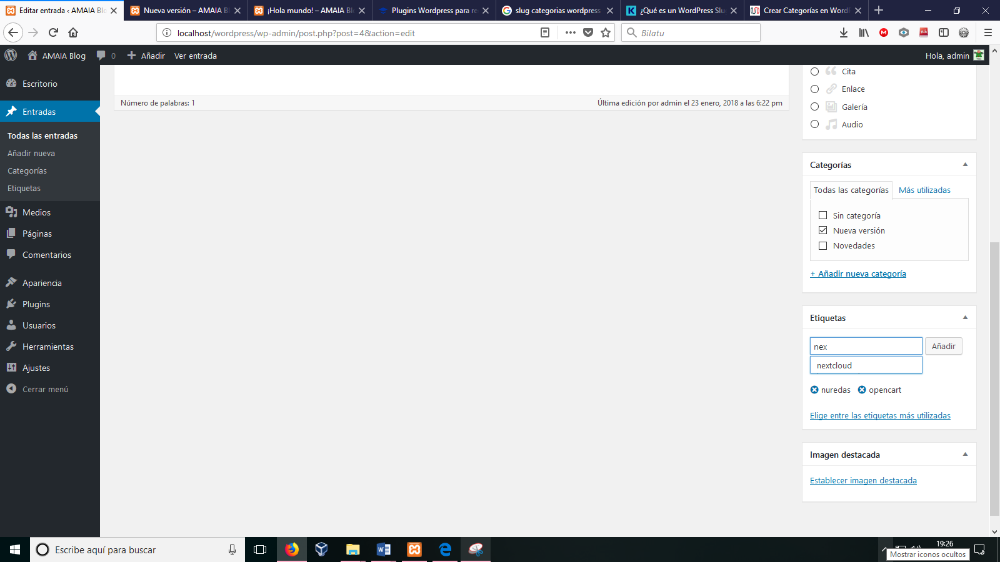 Editar entrada ‹ AMAIA Bl
Nueva versión – AMAIA B
¡Hola mundo! – AMAIA Blo
Plugins Wordpress para re
slug categorias wordpress
¿Qué es un WordPress Slu
Crear Categorías en WordP
localhost/wordpress/wp-admin/post.php?post=4&action=edit
Bilatu
AMAIA Blog
0
Añadir
Ver entrada
Hola, admin
Escritorio
Entradas
Todas las entradas
Añadir nueva
Categorías
Etiquetas
Medios
Páginas
Comentarios
Apariencia
Plugins
Usuarios
Herramientas
Ajustes
Cerrar menú
Número de palabras: 1
Última edición por admin el 23 enero, 2018 a las 6:22 pm
Cita
Enlace
Galería
Audio
Categorías
Todas las categorías
Más utilizadas
Sin categoría
Nueva versión
Novedades
+ Añadir nueva categoría
Etiquetas
nex
Añadir
nextcloud
nuredas
opencart
Elige entre las etiquetas más utilizadas
Imagen destacada
Establecer imagen destacada
Escribe aquí para buscar
19:26
Mostrar iconos ocultos